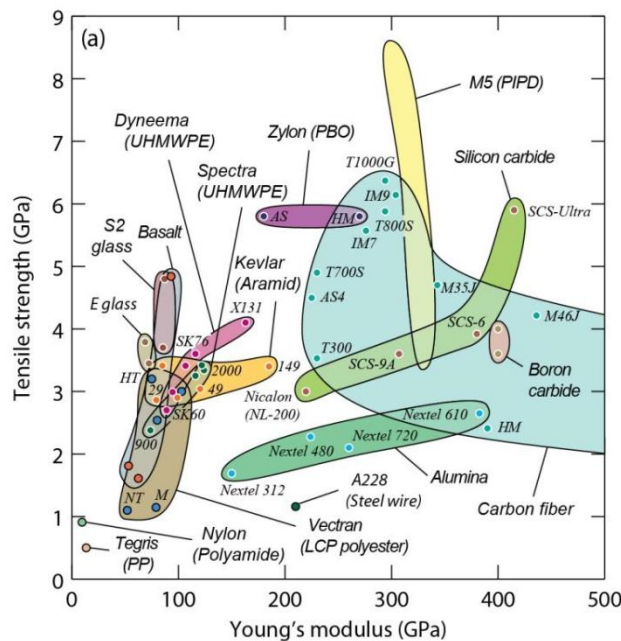 (a)
Tensile strength (GPa)
9
8
7
6
5
4
3
2
1
0
M5 (PIPD)
Dyneema
(UHMWPE)
Zylon (PBO)
Spectra
(UHMWPE)
T1000G
Silicon carbide
IM9
SCS-Ultra
AS
HM
T800S
IM7
S2
glass
Basalt
Kevlar
(Aramid)
T700S
E glass
X131
AS4
M35J
M46J
SK76
SCS-6
T300
HT
2000
149
SCS-9A
29
49
Nicalon
(NL-200)
Boron
carbide
SK60
900
Nextel 610
HM
Nextel 480
Nextel 720
Nextel 312
A228
(Steel wire)
Alumina
NT
M
Carbon fiber
Nylon
(Polyamide)
Vectran
(LCP polyester)
Tegris
(PP)
0
100
200
300
400
500
Young's modulus (GPa)